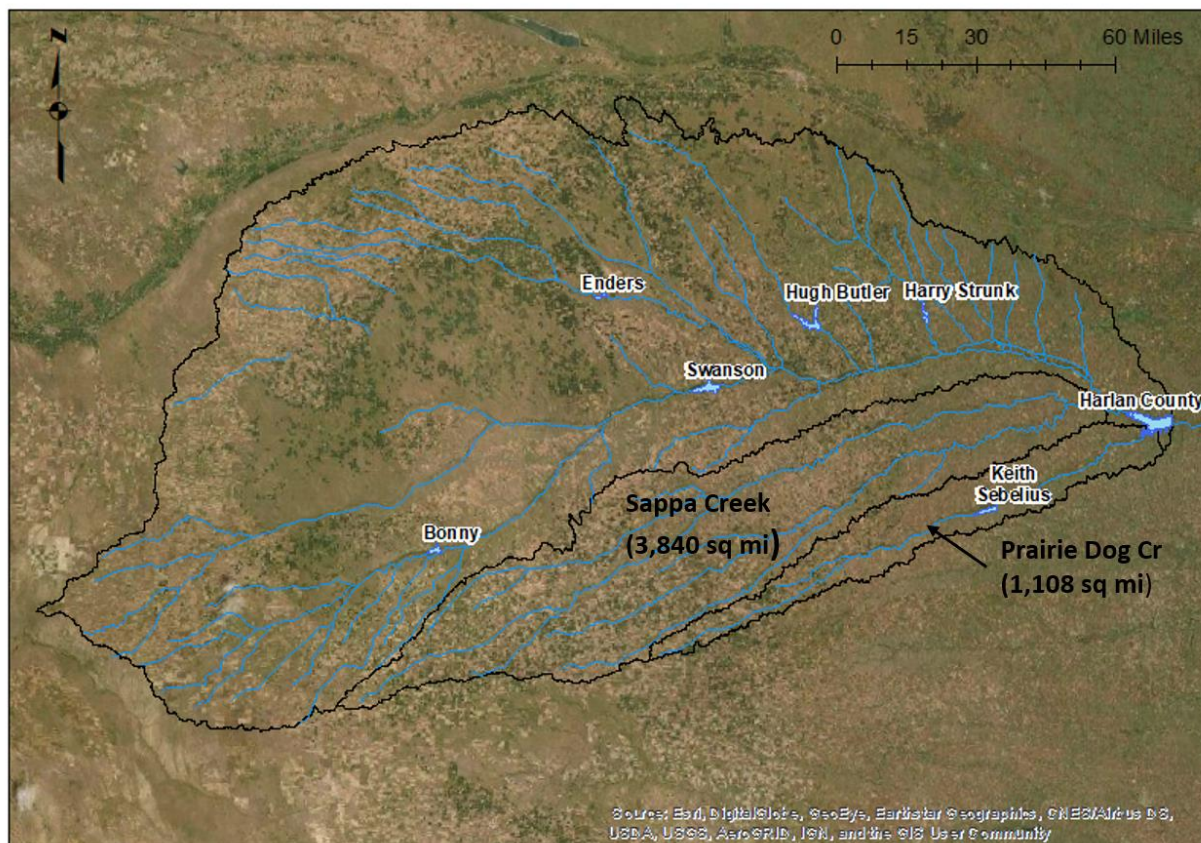 N
0 15 30 60 Miles
Enders
Hugh Butler
Harry Strunk
Swanson
Harlan County
Keith
Sebelius
Sappa Creek
(3,840 sq mi)
Bonny
Prairie Dog Cr
(1,108 sq mi)
Source: Esri, DigitalGlobe, GeoEye, Earthstar Geographics, CNES/Airbus DS,
USDA, USGS, AeroGRID, IGN, and the GIS User Community